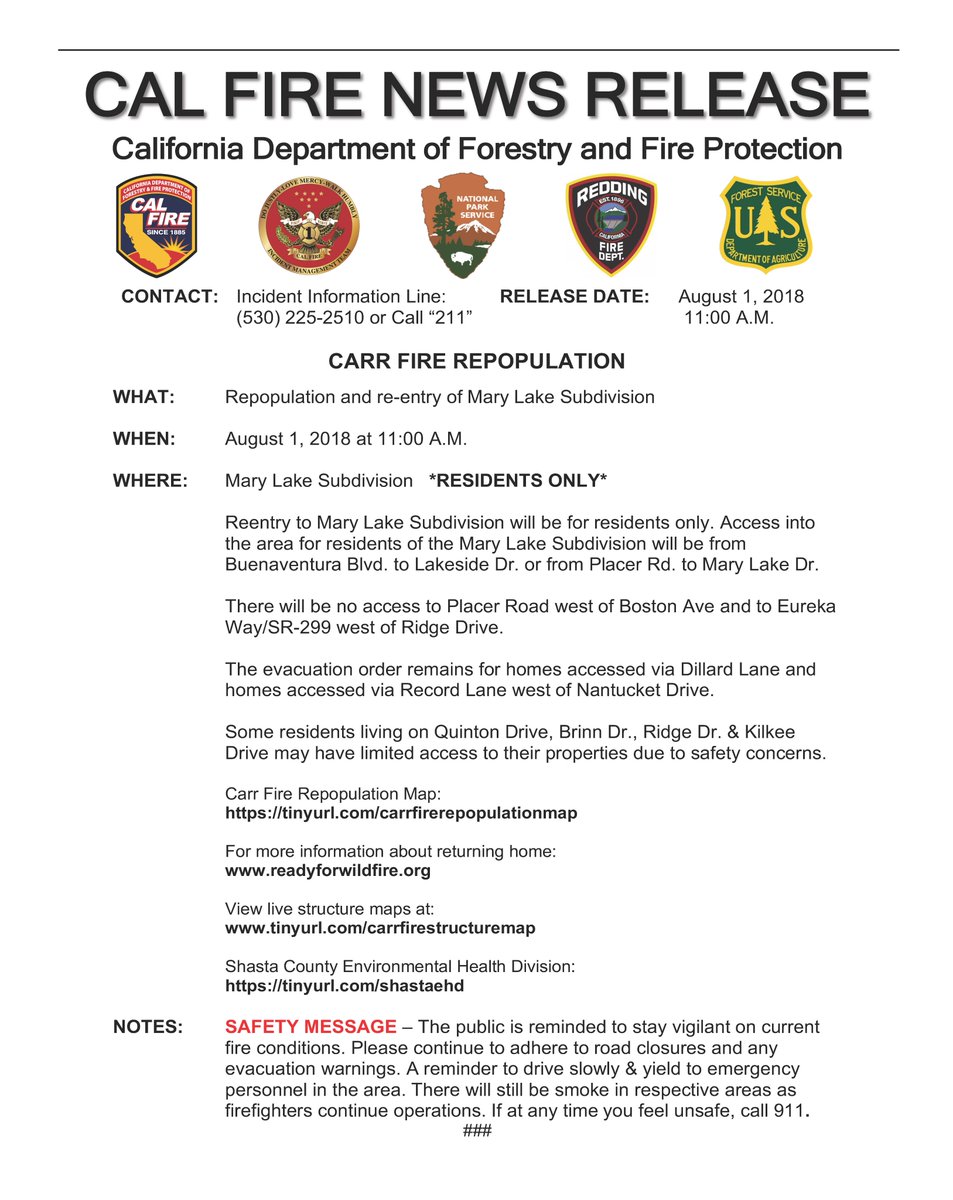 CAL FIRE NEWS RELEASE
California Department of Forestry and Fire Protection
CALIFORNIA DEPARTMENT OF
FORESTRY & FIRE PROTECTION
CAL
FIRE
SINCE 1885
DO JUSTLY LOVE MERCY WALK HUMBLY
1
CAL FIRE
INCIDENT MANAGEMENT TEAM
NATIONAL
PARK
SERVICE
REDDING
EST. 1896
CALIFORNIA
FIRE
DEPT.
FOREST SERVICE
U S
DEPARTMENT OF AGRICULTURE
CONTACT: Incident Information Line: RELEASE DATE: August 1, 2018
(530) 225-2510 or Call “211” 11:00 A.M.
CARR FIRE REPOPULATION
WHAT: Repopulation and re-entry of Mary Lake Subdivision
WHEN: August 1, 2018 at 11:00 A.M.
WHERE: Mary Lake Subdivision *RESIDENTS ONLY*
Reentry to Mary Lake Subdivision will be for residents only. Access into
the area for residents of the Mary Lake Subdivision will be from
Buenaventura Blvd. to Lakeside Dr. or from Placer Rd. to Mary Lake Dr.
There will be no access to Placer Road west of Boston Ave and to Eureka
Way/SR-299 west of Ridge Drive.
The evacuation order remains for homes accessed via Dillard Lane and
homes accessed via Record Lane west of Nantucket Drive.
Some residents living on Quinton Drive, Brinn Dr., Ridge Dr. & Kilkee
Drive may have limited access to their properties due to safety concerns.
Carr Fire Repopulation Map:
https://tinyurl.com/carrfirerepopulationmap
For more information about returning home:
www.readyforwildfire.org
View live structure maps at:
www.tinyurl.com/carrfirestructuremap
Shasta County Environmental Health Division:
https://tinyurl.com/shastaehd
NOTES: SAFETY MESSAGE – The public is reminded to stay vigilant on current
fire conditions. Please continue to adhere to road closures and any
evacuation warnings. A reminder to drive slowly & yield to emergency
personnel in the area. There will still be smoke in respective areas as
firefighters continue operations. If at any time you feel unsafe, call 911.
###